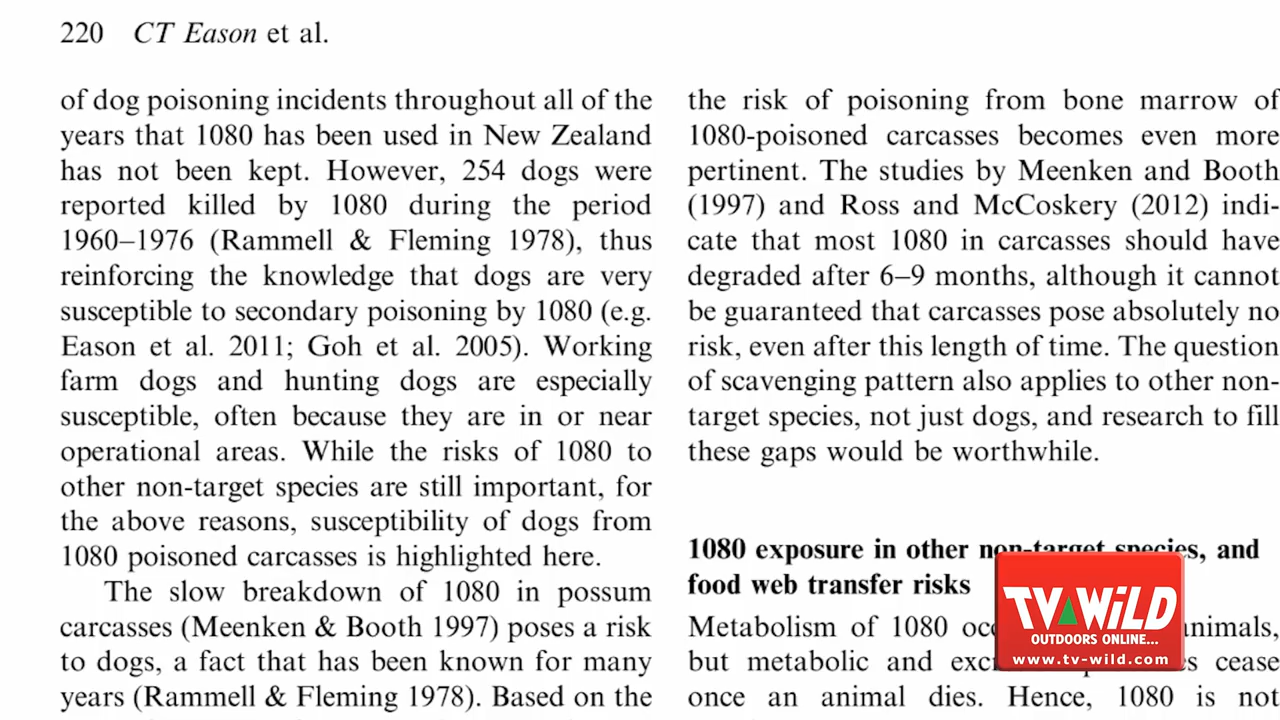 220 CT Eason et al.
of dog poisoning incidents throughout all of the
years that 1080 has been used in New Zealand
has not been kept. However, 254 dogs were
reported killed by 1080 during the period
1960–1976 (Rammell & Fleming 1978), thus
reinforcing the knowledge that dogs are very
susceptible to secondary poisoning by 1080 (e.g.
Eason et al. 2011; Goh et al. 2005). Working
farm dogs and hunting dogs are especially
susceptible, often because they are in or near
operational areas. While the risks of 1080 to
other non-target species are still important, for
the above reasons, susceptibility of dogs from
1080 poisoned carcasses is highlighted here.
The slow breakdown of 1080 in possum
carcasses (Meenken & Booth 1997) poses a risk
to dogs, a fact that has been known for many
years (Rammell & Fleming 1978). Based on the
the risk of poisoning from bone marrow of
1080-poisoned carcasses becomes even more
pertinent. The studies by Meenken and Booth
(1997) and Ross and McCoskery (2012) indi-
cate that most 1080 in carcasses should have
degraded after 6–9 months, although it cannot
be guaranteed that carcasses pose absolutely no
risk, even after this length of time. The question
of scavenging pattern also applies to other non-
target species, not just dogs, and research to fill
these gaps would be worthwhile.
1080 exposure in other non-target species, and
food web transfer risks
Metabolism of 1080 animals,
but metabolic and cease
once an animal dies. Hence, 1080 is not
TV WiLD
OUTDOORS ONLINE...
www.tv-wild.com